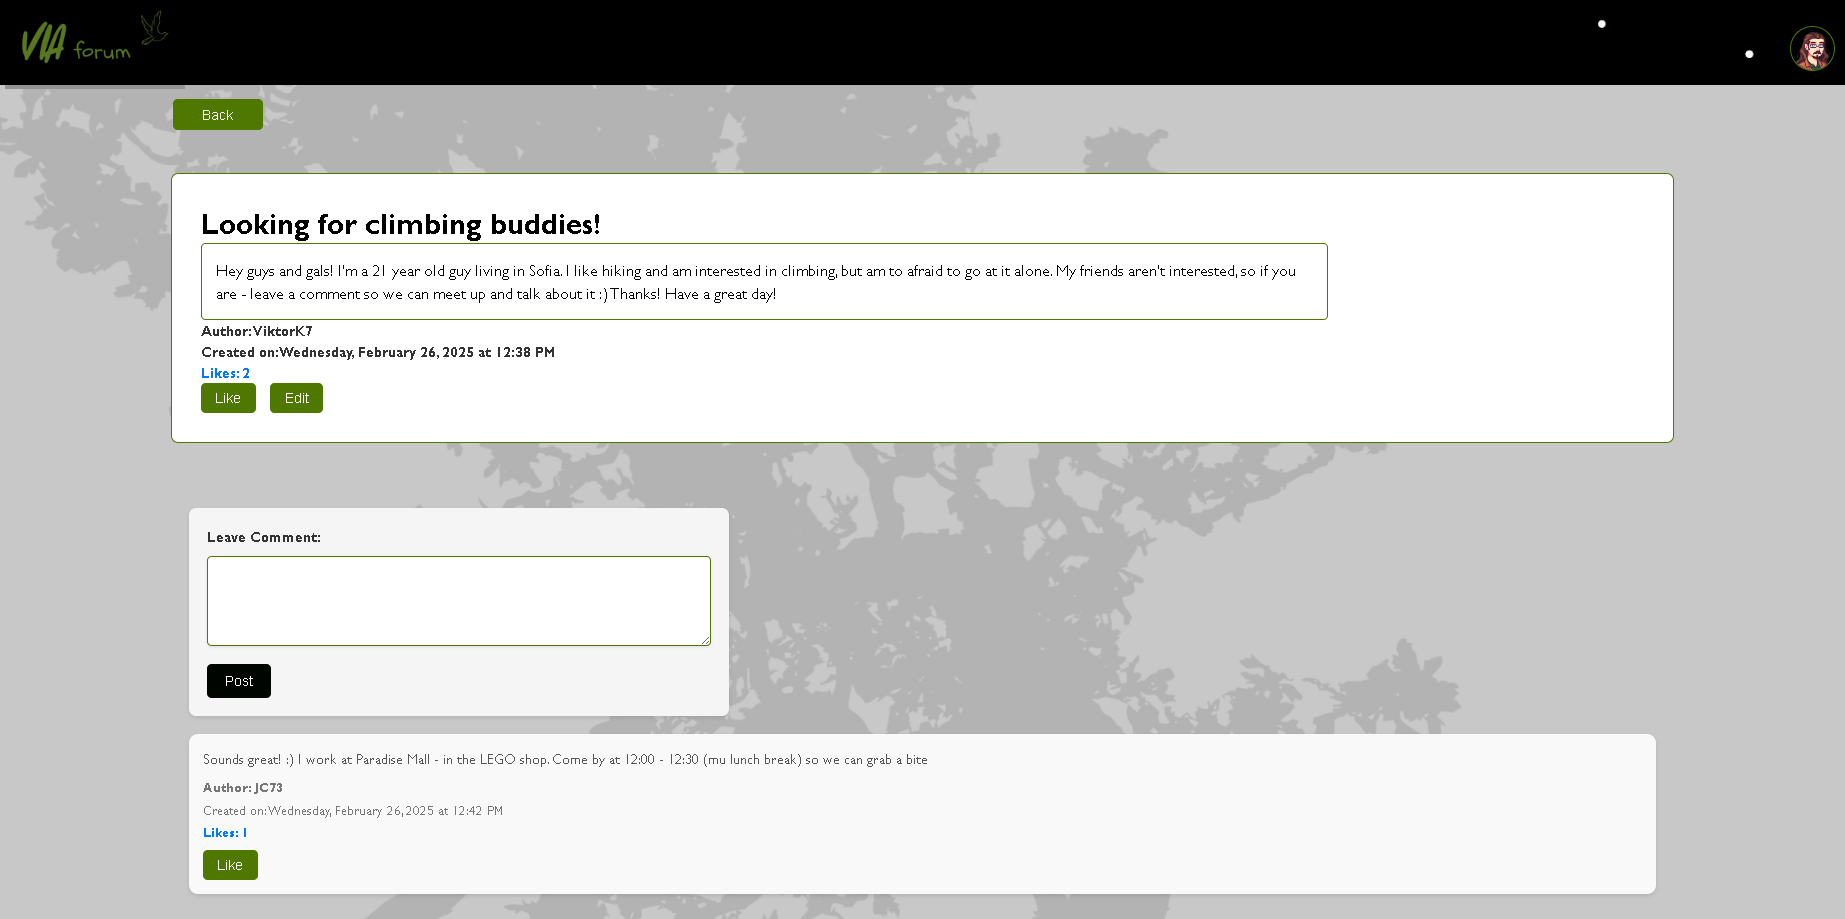 VIA forum
Back
Looking for climbing buddies!
Hey guys and gals! I'm a 21 year old guy living in Sofia. I like hiking and am interested in climbing, but am to afraid to go at it alone. My friends aren't interested, so if you
are - leave a comment so we can meet up and talk about it :) Thanks! Have a great day!
Author: ViktorK7
Created on: Wednesday, February 26, 2025 at 12:38 PM
Likes: 2
Like Edit
Leave Comment:
Post
Sounds great! :) I work at Paradise Mall - in the LEGO shop. Come by at 12:00 - 12:30 (mu lunch break) so we can grab a bite
Author: JC73
Created on: Wednesday, February 26, 2025 at 12:42 PM
Likes: 1
Like